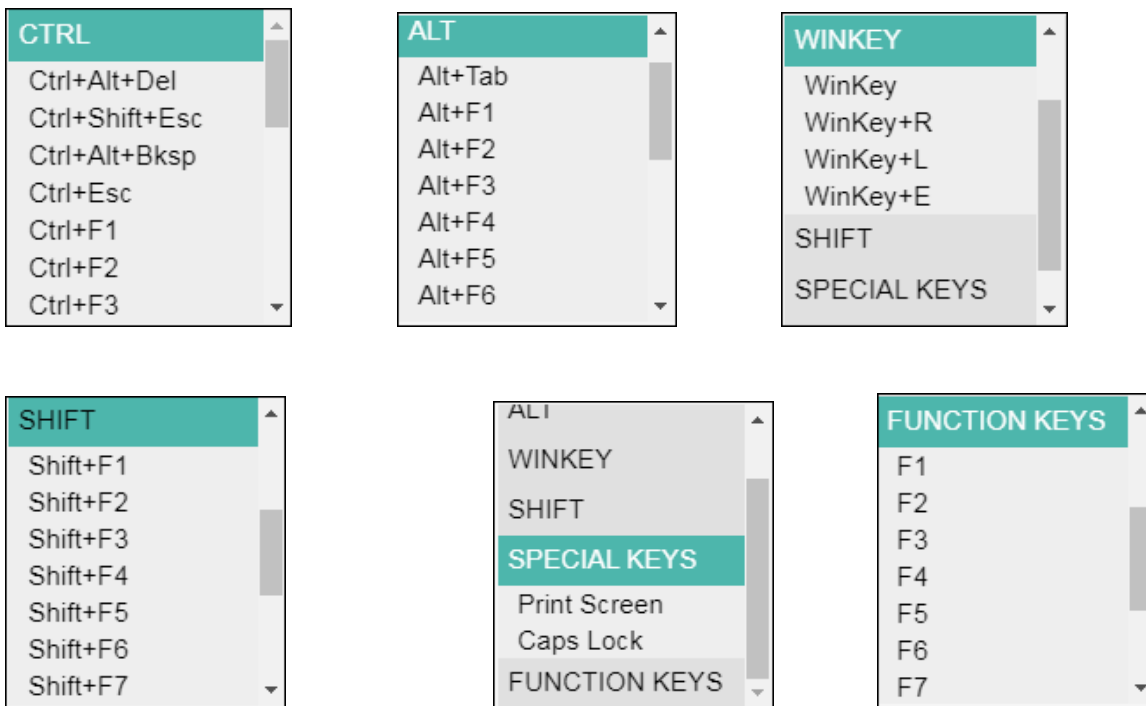 CTRL
Ctrl+Alt+Del
Ctrl+Shift+Esc
Ctrl+Alt+Bksp
Ctrl+Esc
Ctrl+F1
Ctrl+F2
Ctrl+F3
ALT
Alt+Tab
Alt+F1
Alt+F2
Alt+F3
Alt+F4
Alt+F5
Alt+F6
WINKEY
WinKey
WinKey+R
WinKey+L
WinKey+E
SHIFT
SPECIAL KEYS
SHIFT
Shift+F1
Shift+F2
Shift+F3
Shift+F4
Shift+F5
Shift+F6
Shift+F7
ALT
WINKEY
SHIFT
SPECIAL KEYS
Print Screen
Caps Lock
FUNCTION KEYS
FUNCTION KEYS
F1
F2
F3
F4
F5
F6
F7